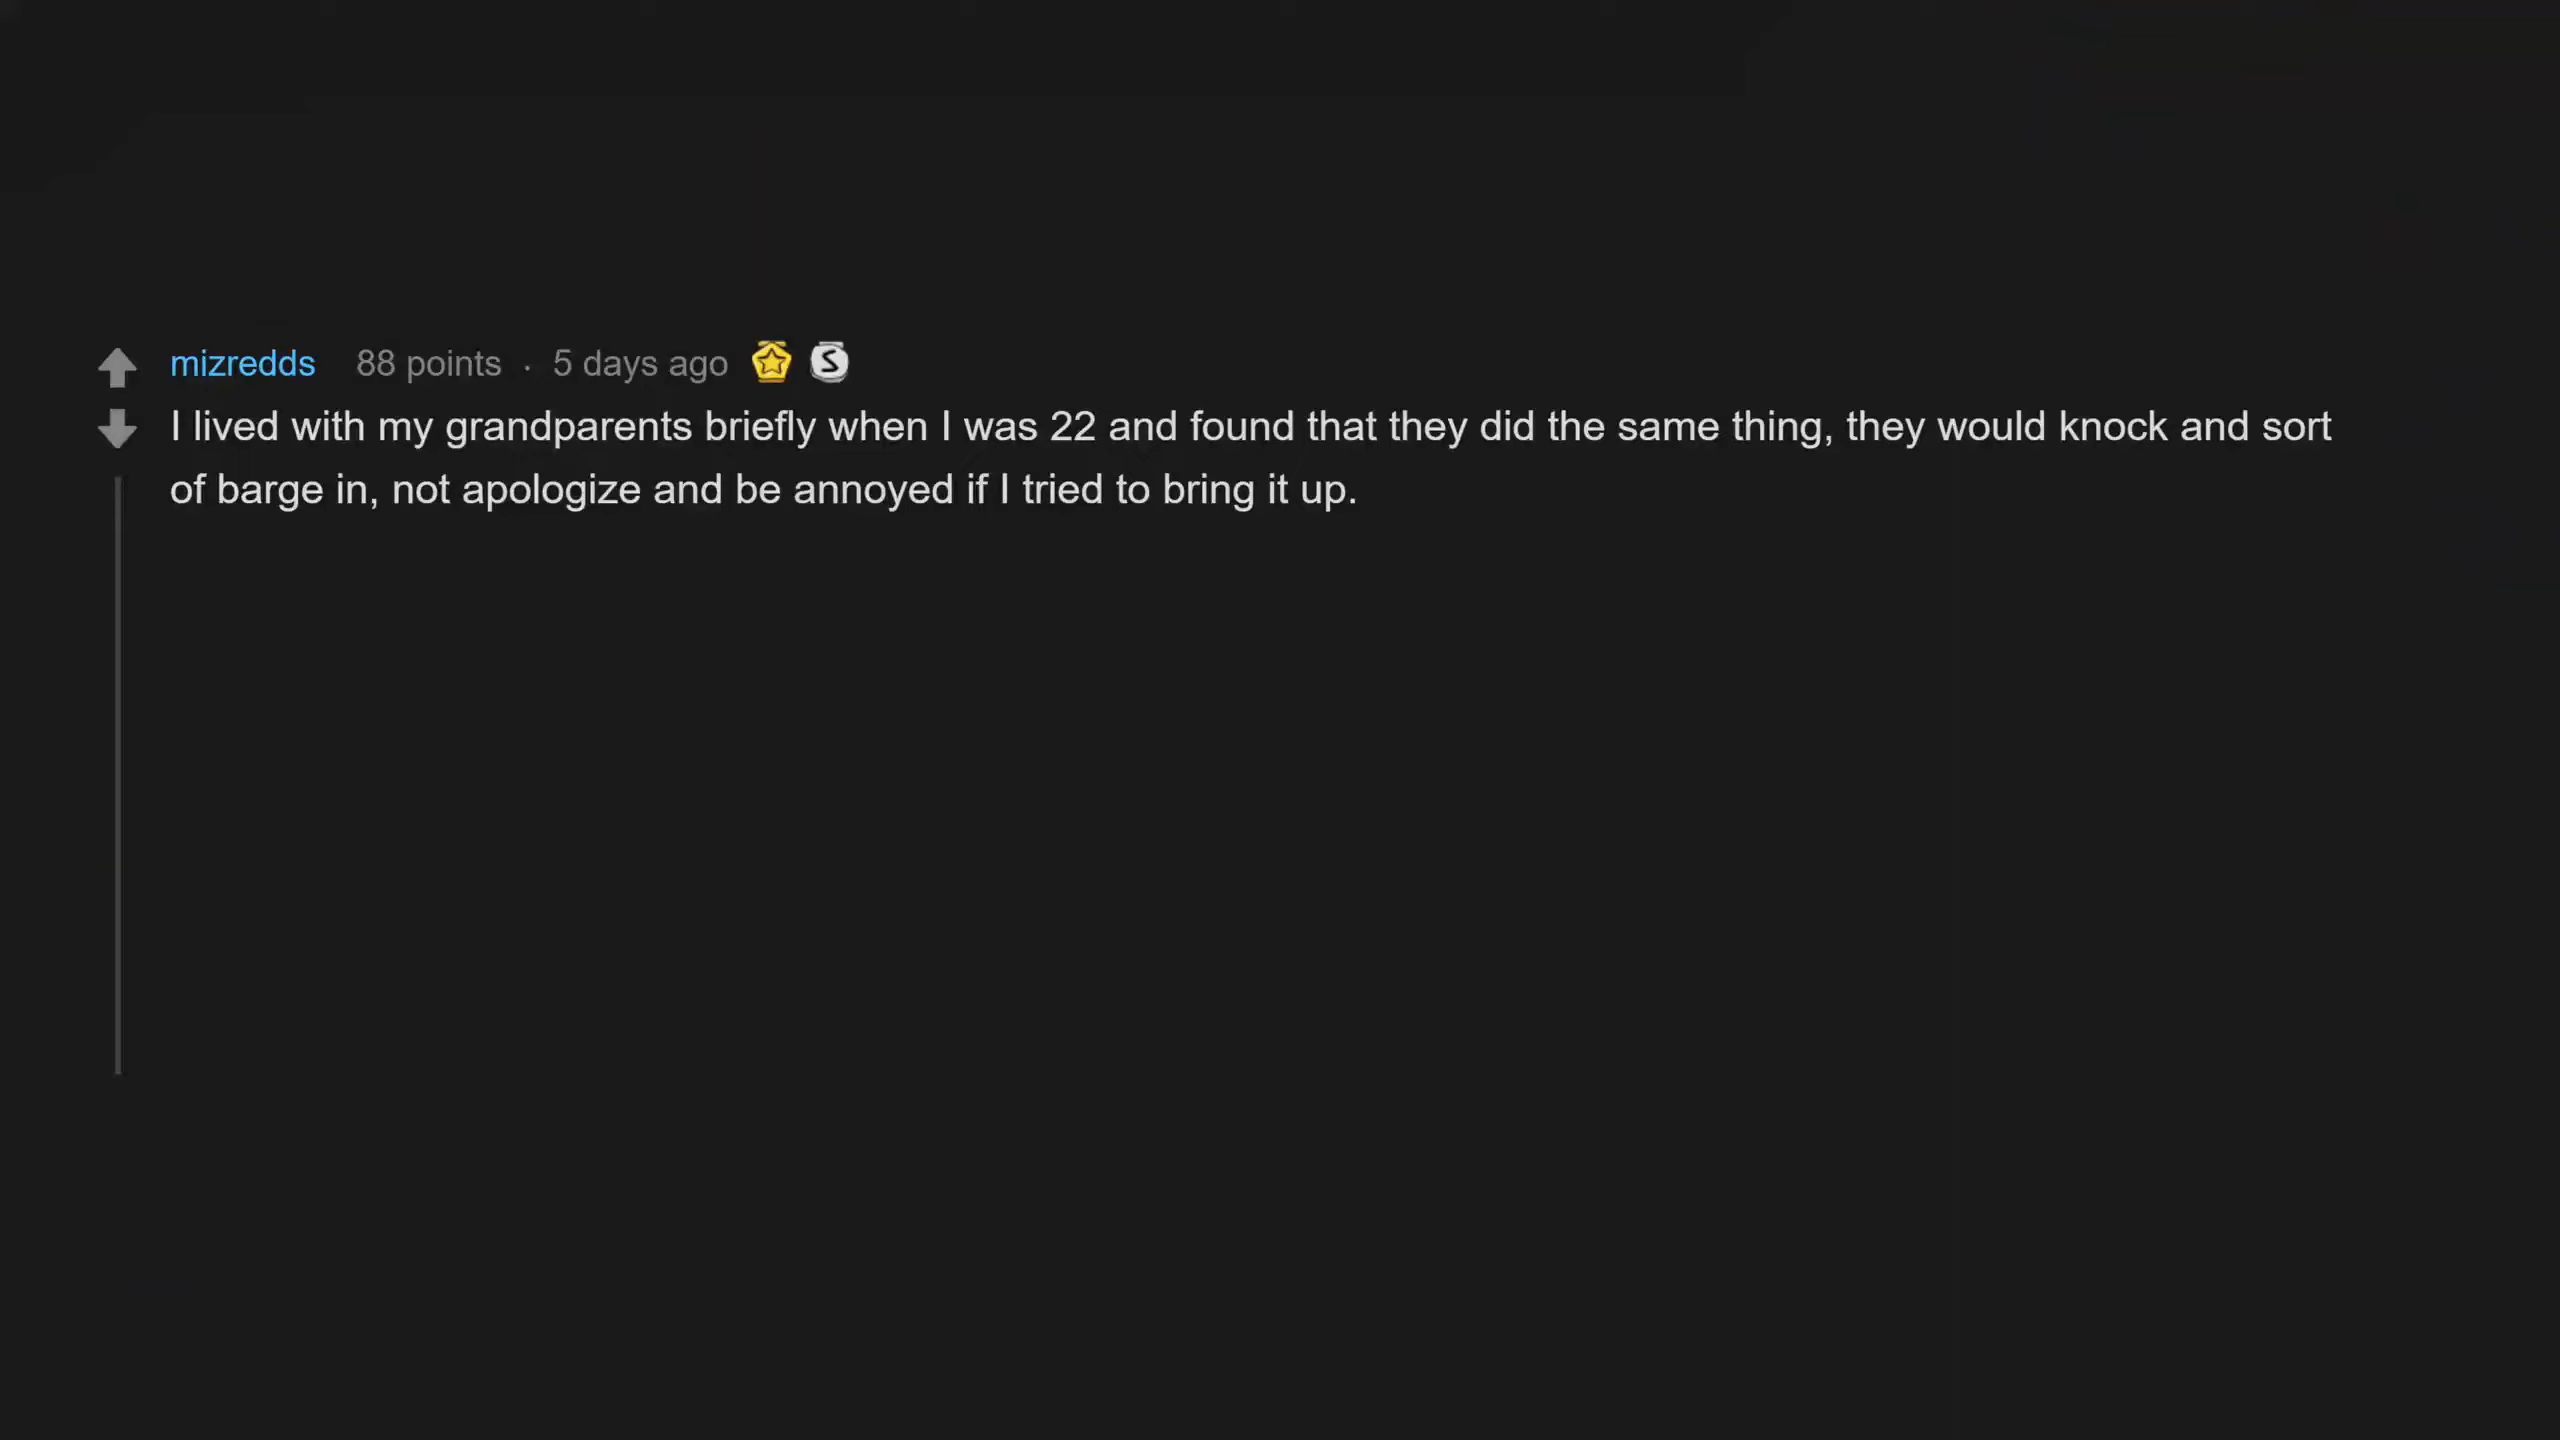 mizredds 88 points · 5 days ago S
I lived with my grandparents briefly when I was 22 and found that they did the same thing, they would knock and sort
of barge in, not apologize and be annoyed if I tried to bring it up.